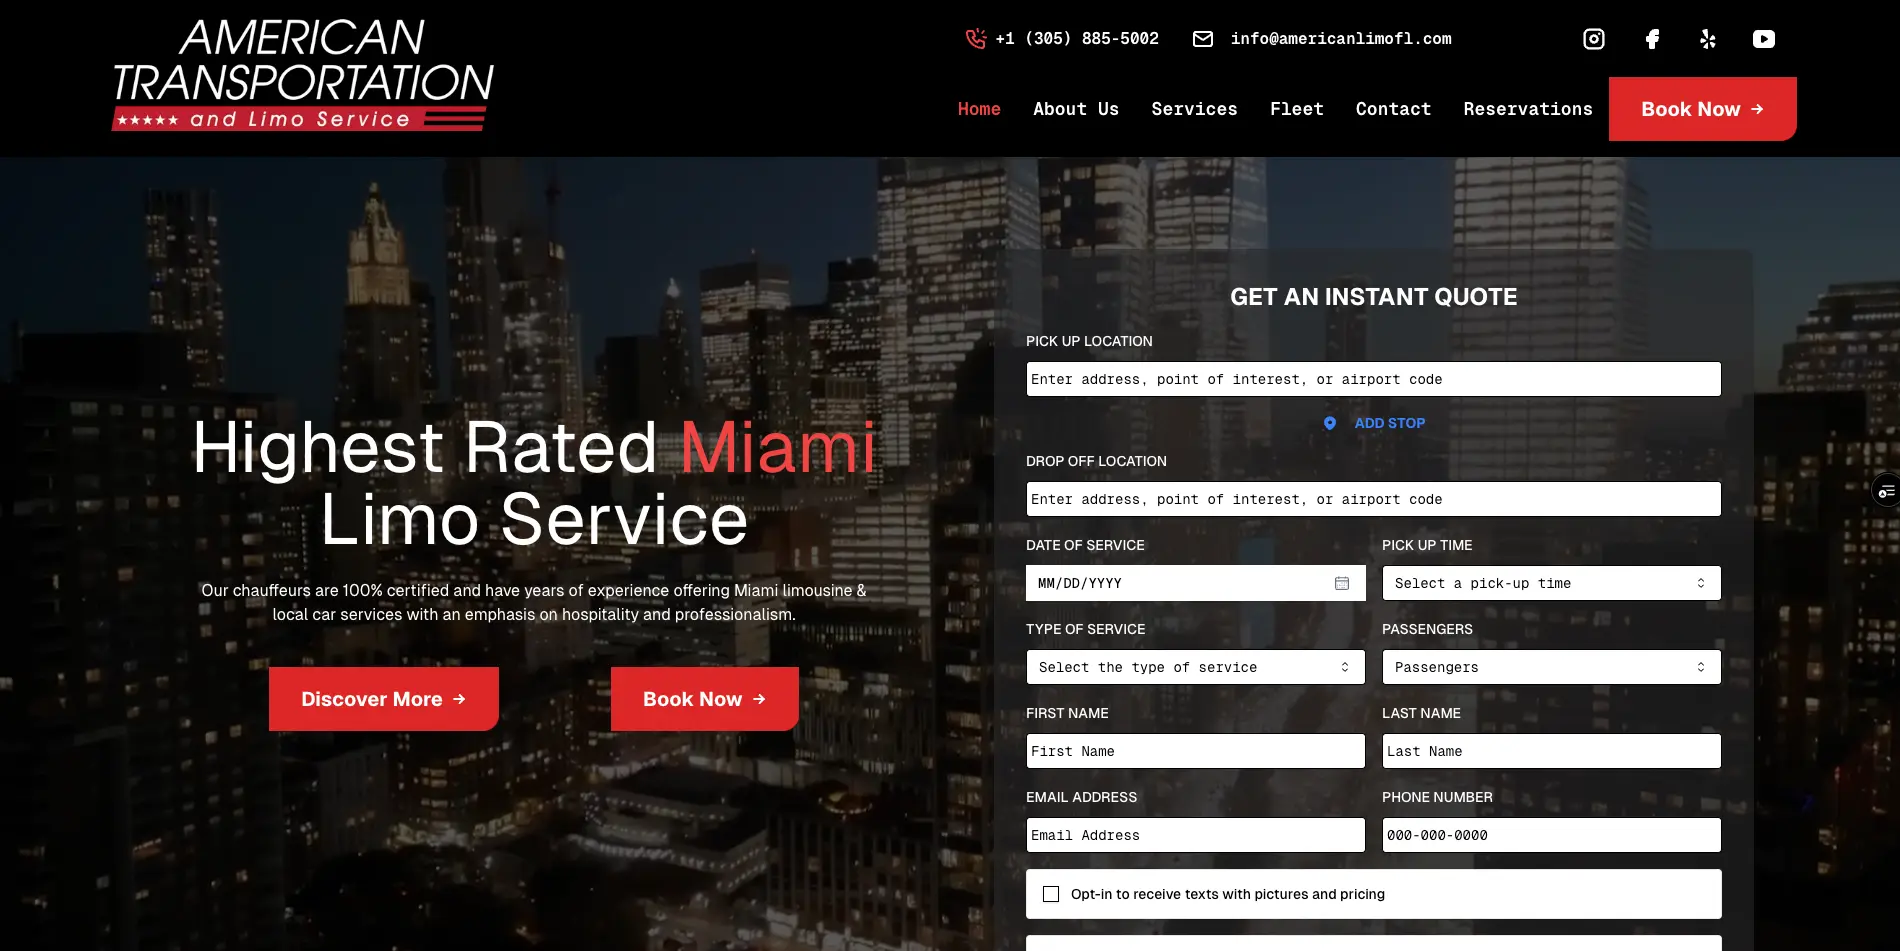 AMERICAN
TRANSPORTATION
and Limo Service
+1 (305) 885-5002
info@americanlimofl.com
Home
About Us
Services
Fleet
Contact
Reservations
Book Now
Highest Rated Miami
Limo Service
Our chauffeurs are 100% certified and have years of experience offering Miami limousine &
local car services with an emphasis on hospitality and professionalism.
Discover More
Book Now
GET AN INSTANT QUOTE
PICK UP LOCATION
Enter address, point of interest, or airport code
ADD STOP
DROP OFF LOCATION
Enter address, point of interest, or airport code
DATE OF SERVICE
PICK UP TIME
MM/DD/YYYY
Select a pick-up time
TYPE OF SERVICE
PASSENGERS
Select the type of service
Passengers
FIRST NAME
LAST NAME
First Name
Last Name
EMAIL ADDRESS
PHONE NUMBER
Email Address
000-000-0000
Opt-in to receive texts with pictures and pricing